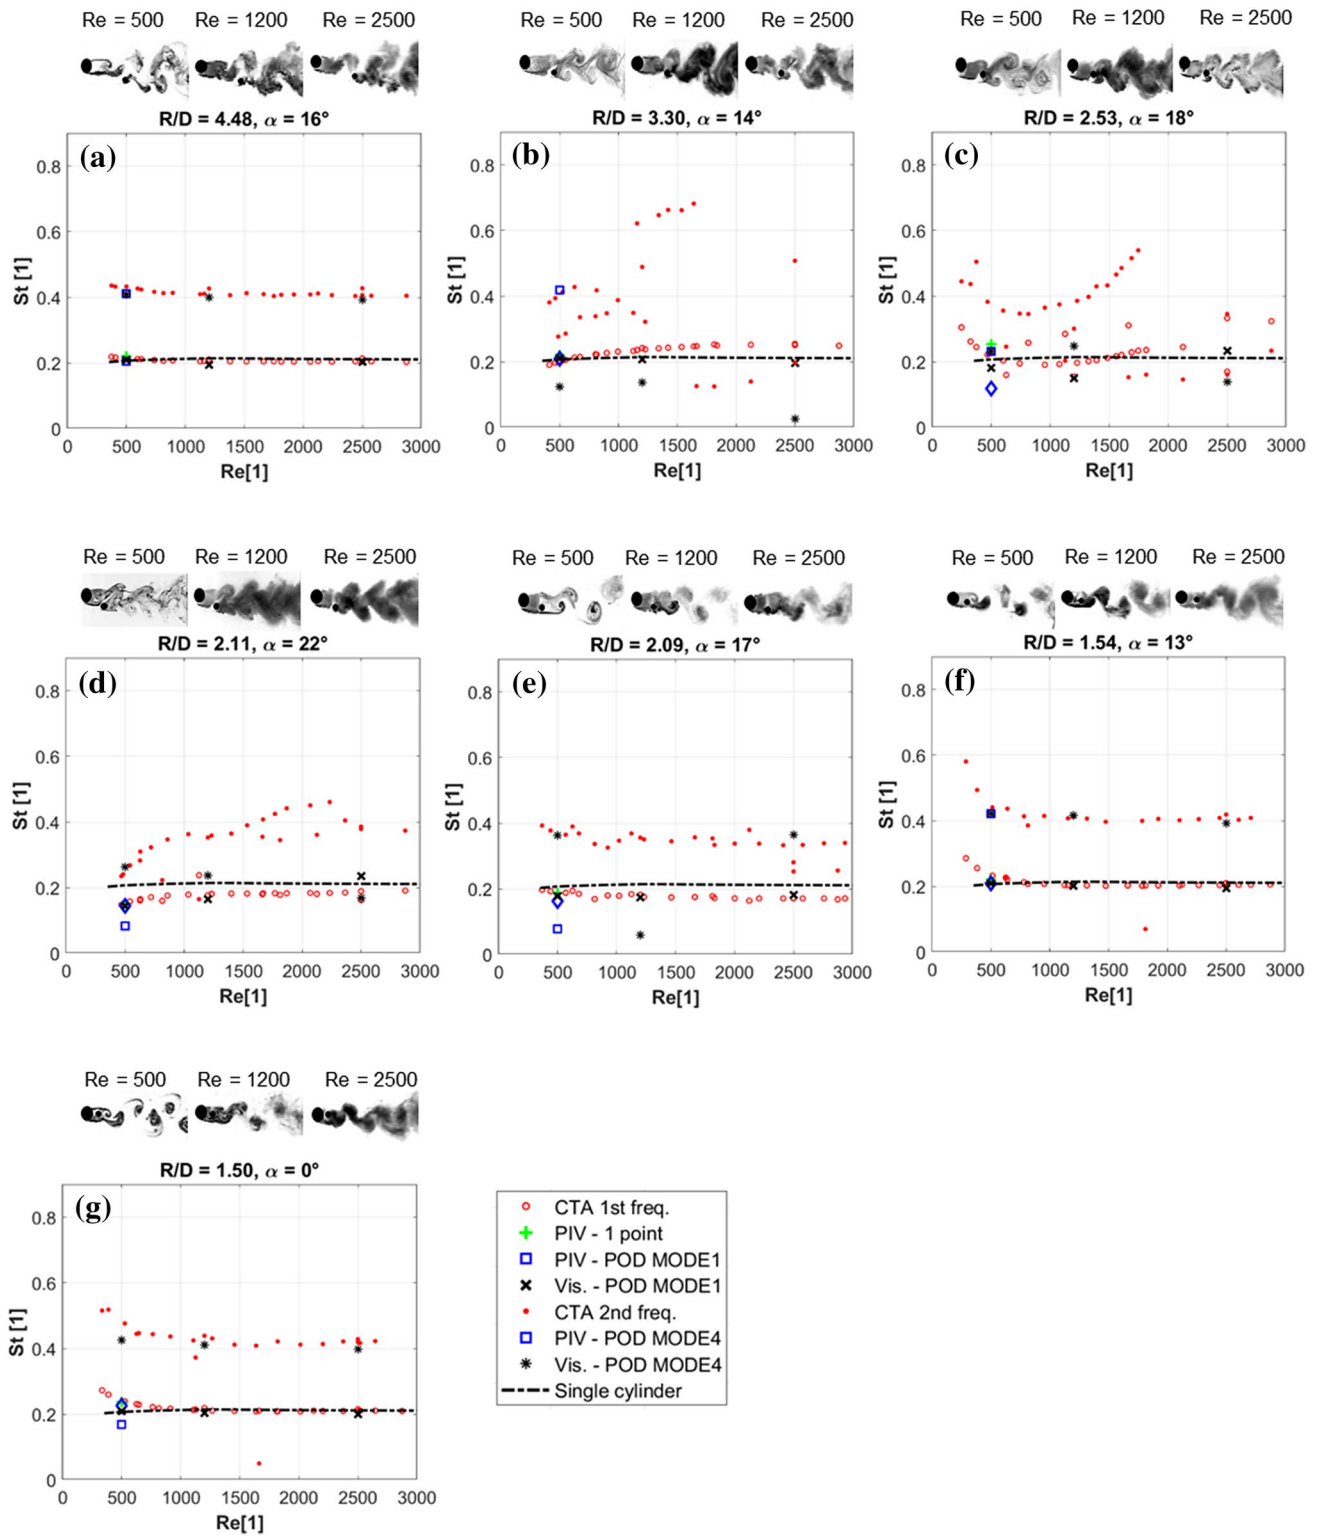 Re = 500 Re = 1200 Re = 2500
R/D = 4.48, α = 16°
(a)
St [1]
0.8
0.6
0.4
0.2
0
0 500 1000 1500 2000 2500 3000
Re[1]
Re = 500 Re = 1200 Re = 2500
R/D = 3.30, α = 14°
(b)
St [1]
0.8
0.6
0.4
0.2
0
0 500 1000 1500 2000 2500 3000
Re[1]
Re = 500 Re = 1200 Re = 2500
R/D = 2.53, α = 18°
(c)
St [1]
0.8
0.6
0.4
0.2
0
0 500 1000 1500 2000 2500 3000
Re[1]
Re = 500 Re = 1200 Re = 2500
R/D = 2.11, α = 22°
(d)
St [1]
0.8
0.6
0.4
0.2
0
0 500 1000 1500 2000 2500 3000
Re[1]
Re = 500 Re = 1200 Re = 2500
R/D = 2.09, α = 17°
(e)
St [1]
0.8
0.6
0.4
0.2
0
0 500 1000 1500 2000 2500 3000
Re[1]
Re = 500 Re = 1200 Re = 2500
R/D = 1.54, α = 13°
(f)
St [1]
0.8
0.6
0.4
0.2
0
0 500 1000 1500 2000 2500 3000
Re[1]
Re = 500 Re = 1200 Re = 2500
R/D = 1.50, α = 0°
(g)
St [1]
0.8
0.6
0.4
0.2
0
0 500 1000 1500 2000 2500 3000
Re[1]
CTA 1st freq.
PIV - 1 point
PIV - POD MODE1
Vis. - POD MODE1
CTA 2nd freq.
PIV - POD MODE4
Vis. - POD MODE4
Single cylinder